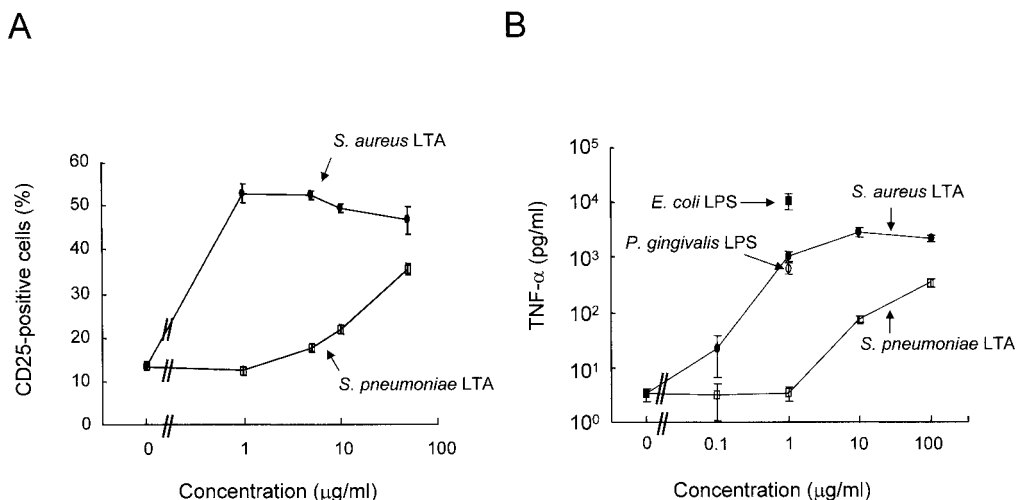 A
CD25-positive cells (%)
60
50
40
30
20
10
0
S. aureus LTA
S. pneumoniae LTA
0 1 10 100
Concentration (μg/ml)
B
TNF-α (pg/ml)
10⁵
10⁴
10³
10²
10¹
10⁰
E. coli LPS
P. gingivalis LPS
S. aureus LTA
S. pneumoniae LTA
0 0.1 1 10 100
Concentration (μg/ml)